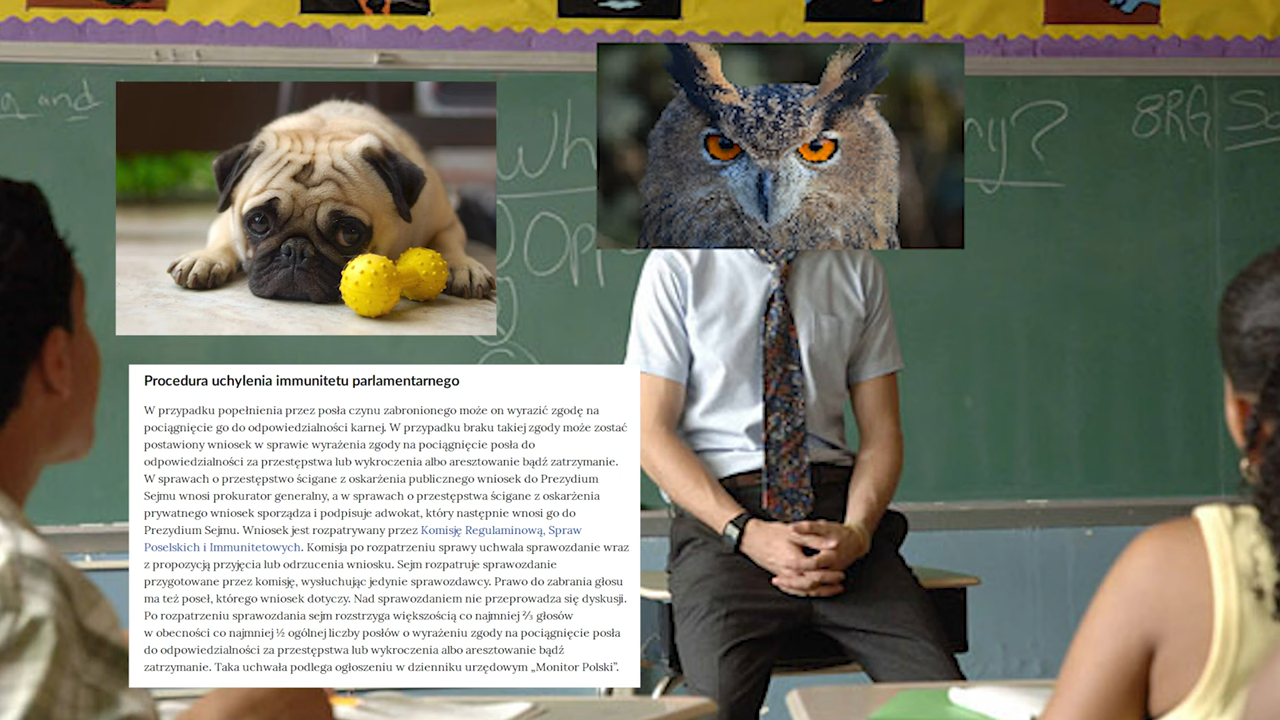 and
Wh
ry?
8RG So
Opp
Procedura uchylenia immunitetu parlamentarnego
W przypadku popełnienia przez posła czynu zabronionego może on wyrazić zgodę na
pociągnięcie go do odpowiedzialności karnej. W przypadku braku takiej zgody może zostać
postawiony wniosek w sprawie wyrażenia zgody na pociągnięcie posła do
odpowiedzialności za przestępstwa lub wykroczenia albo aresztowanie bądź zatrzymanie.
W sprawach o przestępstwo ścigane z oskarżenia publicznego wniosek do Prezydium
Sejmu wnosi prokurator generalny, a w sprawach o przestępstwa ścigane z oskarżenia
prywatnego wniosek sporządza i podpisuje adwokat, który następnie wnosi go do
Prezydium Sejmu. Wniosek jest rozpatrywany przez Komisję Regulaminową, Spraw
Poselskich i Immunitetowych. Komisja po rozpatrzeniu sprawy uchwala sprawozdanie wraz
z propozycją przyjęcia lub odrzucenia wniosku. Sejm rozpatruje sprawozdanie
przygotowane przez komisję, wysłuchując jedynie sprawozdawcy. Prawo do zabrania głosu
ma też poseł, którego wniosek dotyczy. Nad sprawozdaniem nie przeprowadza się dyskusji.
Po rozpatrzeniu sprawozdania sejm rozstrzyga większością co najmniej ⅔ głosów
w obecności co najmniej ½ ogólnej liczby posłów o wyrażeniu zgody na pociągnięcie posła
do odpowiedzialności za przestępstwa lub wykroczenia albo aresztowanie bądź
zatrzymanie. Taka uchwała podlega ogłoszeniu w dzienniku urzędowym „Monitor Polski”.